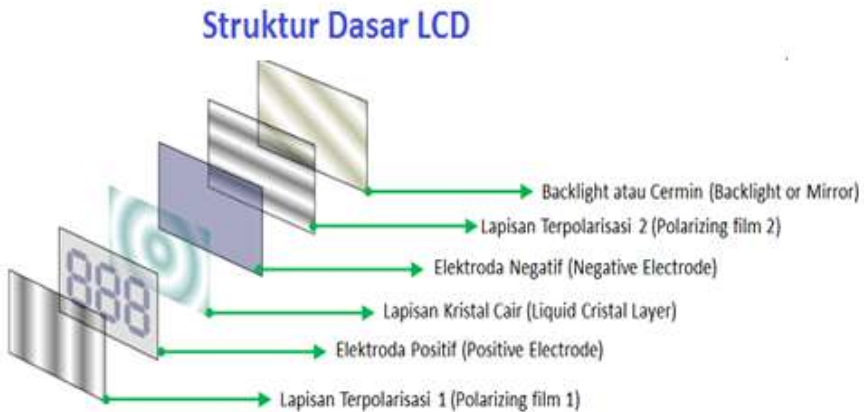 Struktur Dasar LCD
Backlight atau Cermin (Backlight or Mirror)
Lapisan Terpolarisasi 2 (Polarizing film 2)
Elektroda Negatif (Negative Electrode)
Lapisan Kristal Cair (Liquid Cristal Layer)
888
Elektroda Positif (Positive Electrode)
Lapisan Terpolarisasi 1 (Polarizing film 1)